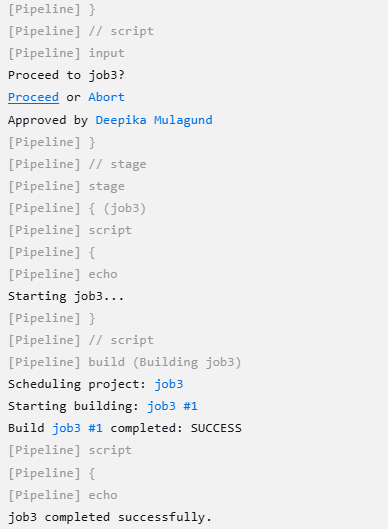 [Pipeline] }
[Pipeline] // script
[Pipeline] input
Proceed to job3?
Proceed or Abort
Approved by Deepika Mulagund
[Pipeline] }
[Pipeline] // stage
[Pipeline] stage
[Pipeline] { (job3)
[Pipeline] script
[Pipeline] {
[Pipeline] echo
Starting job3...
[Pipeline] }
[Pipeline] // script
[Pipeline] build (Building job3)
Scheduling project: job3
Starting building: job3 #1
Build job3 #1 completed: SUCCESS
[Pipeline] script
[Pipeline] {
[Pipeline] echo
job3 completed successfully.